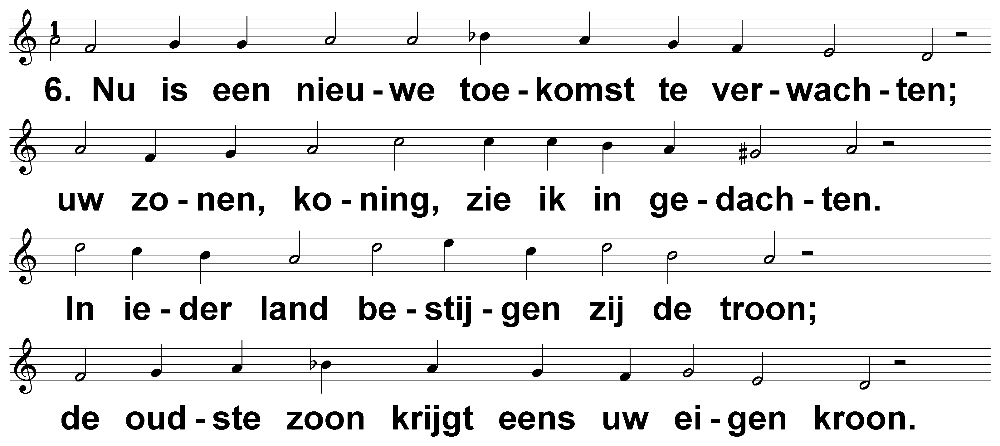 1
6. Nu is een nieu - we toe - komst te ver - wach - ten;
uw zo - nen, ko - ning, zie ik in ge - dach - ten.
In ie - der land be - stij - gen zij de troon;
de oud - ste zoon krijgt eens uw ei - gen kroon.